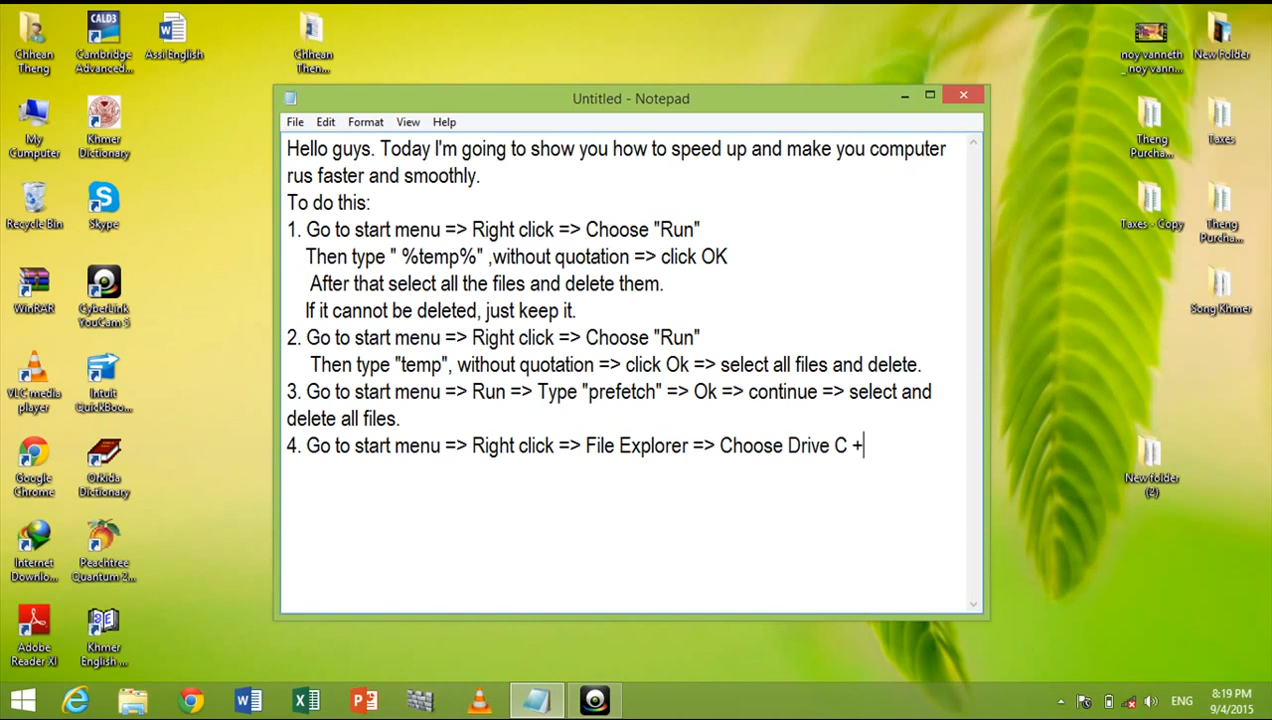 Chhean
Theng
CALD3
Cambridge
Advanced...
Assi English
Chhean
Then...
noy vanneth
_ noy vann...
New Folder
My
Cumputer
Khmer
Dictionary
Theng
Purcha...
Taxes
Recycle Bin
Skype
Taxes - Copy
Theng
Purcha...
WinRAR
CyberLink
YouCam 5
Song Khmer
VLC media
player
Intuit
QuickBoo...
Google
Chrome
Orkida
Dictionary
New folder
(2)
Internet
Downlo...
Peachtree
Quantum 2...
Adobe
Reader XI
Khmer
English ...
Untitled - Notepad
File Edit Format View Help
Hello guys. Today I'm going to show you how to speed up and make you computer
rus faster and smoothly.
To do this:
1. Go to start menu => Right click => Choose "Run"
Then type " %temp%" ,without quotation => click OK
After that select all the files and delete them.
If it cannot be deleted, just keep it.
2. Go to start menu => Right click => Choose "Run"
Then type "temp", without quotation => click Ok => select all files and delete.
3. Go to start menu => Run => Type "prefetch" => Ok => continue => select and
delete all files.
4. Go to start menu => Right click => File Explorer => Choose Drive C +
ENG
8:19 PM
9/4/2015